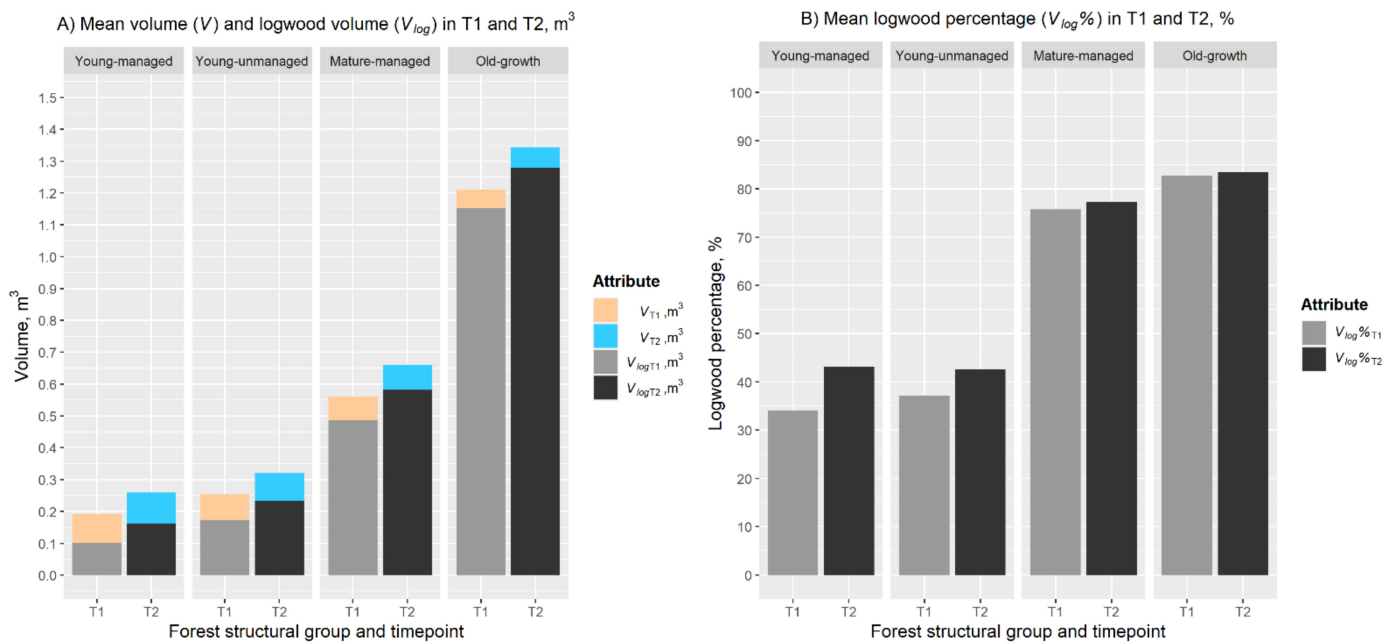 A) Mean volume (V) and logwood volume (Vlog) in T1 and T2, m³
Young-managed
Young-unmanaged
Mature-managed
Old-growth
1.5
1.4
1.3
1.2
1.1
1.0
0.9
0.8
0.7
0.6
0.5
0.4
0.3
0.2
0.1
0.0
Volume, m³
T1 T2 T1 T2 T1 T2 T1 T2
Forest structural group and timepoint
Attribute
VT1 ,m³
VT2 ,m³
VlogT1 ,m³
VlogT2 ,m³
B) Mean logwood percentage (Vlog%) in T1 and T2, %
Young-managed
Young-unmanaged
Mature-managed
Old-growth
100
90
80
70
60
50
40
30
20
10
0
Logwood percentage, %
T1 T2 T1 T2 T1 T2 T1 T2
Forest structural group and timepoint
Attribute
Vlog%T1
Vlog%T2